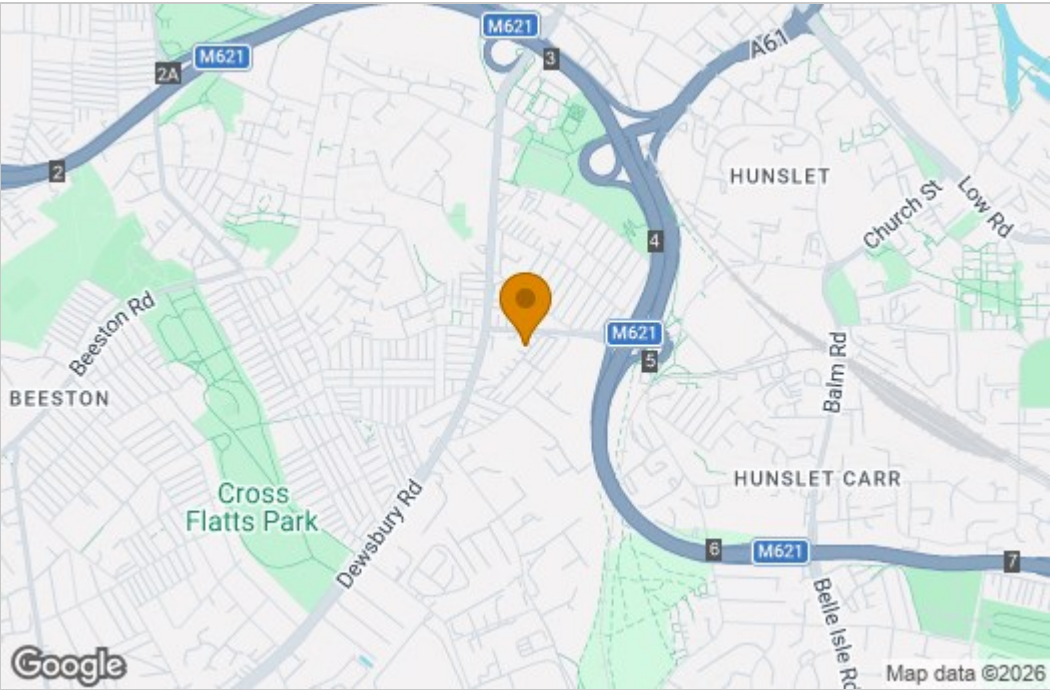 M621
3
A61
M621
2A
2
HUNSLET
Church St
Low Rd
4
Beeston Rd
M621
5
Balm Rd
BEESTON
HUNSLET CARR
Cross
Flatts Park
Dewsbury Rd
6
M621
7
Belle Isle Rd
Google
Map data ©2026